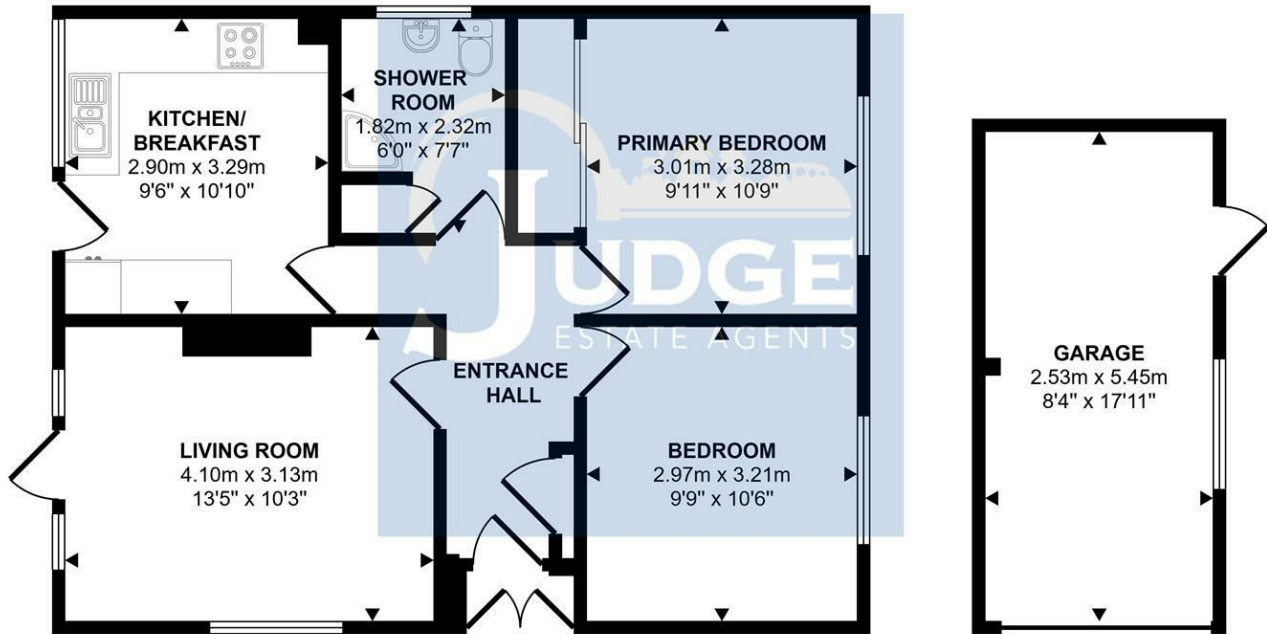 KITCHEN/
BREAKFAST
2.90m x 3.29m
9'6" x 10'10"
SHOWER
ROOM
1.82m x 2.32m
6'0" x 7'7"
PRIMARY BEDROOM
3.01m x 3.28m
9'11" x 10'9"
JUDGE
ESTATE AGENTS
ENTRANCE
HALL
LIVING ROOM
4.10m x 3.13m
13'5" x 10'3"
BEDROOM
2.97m x 3.21m
9'9" x 10'6"
GARAGE
2.53m x 5.45m
8'4" x 17'11"